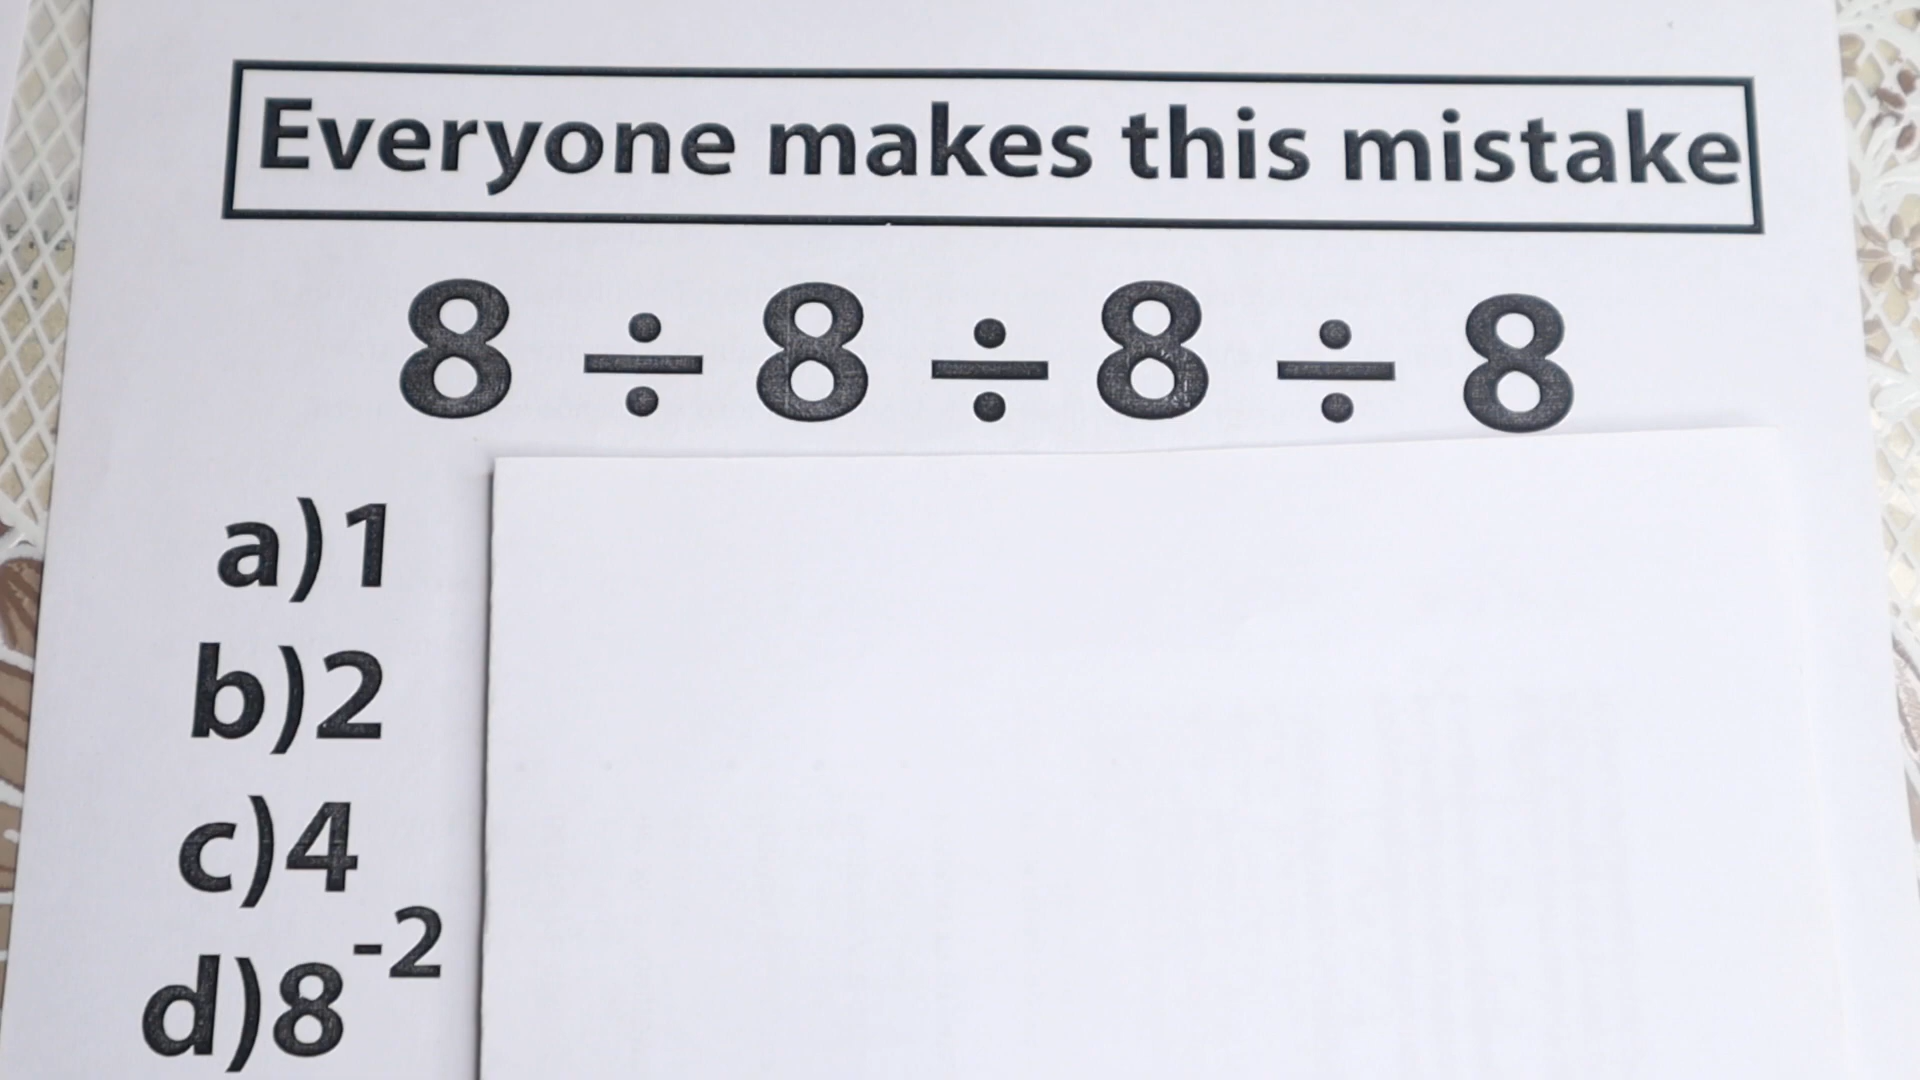 Everyone makes this mistake
8 ÷ 8 ÷ 8 ÷ 8
a)1
b)2
c)4
d)8⁻²